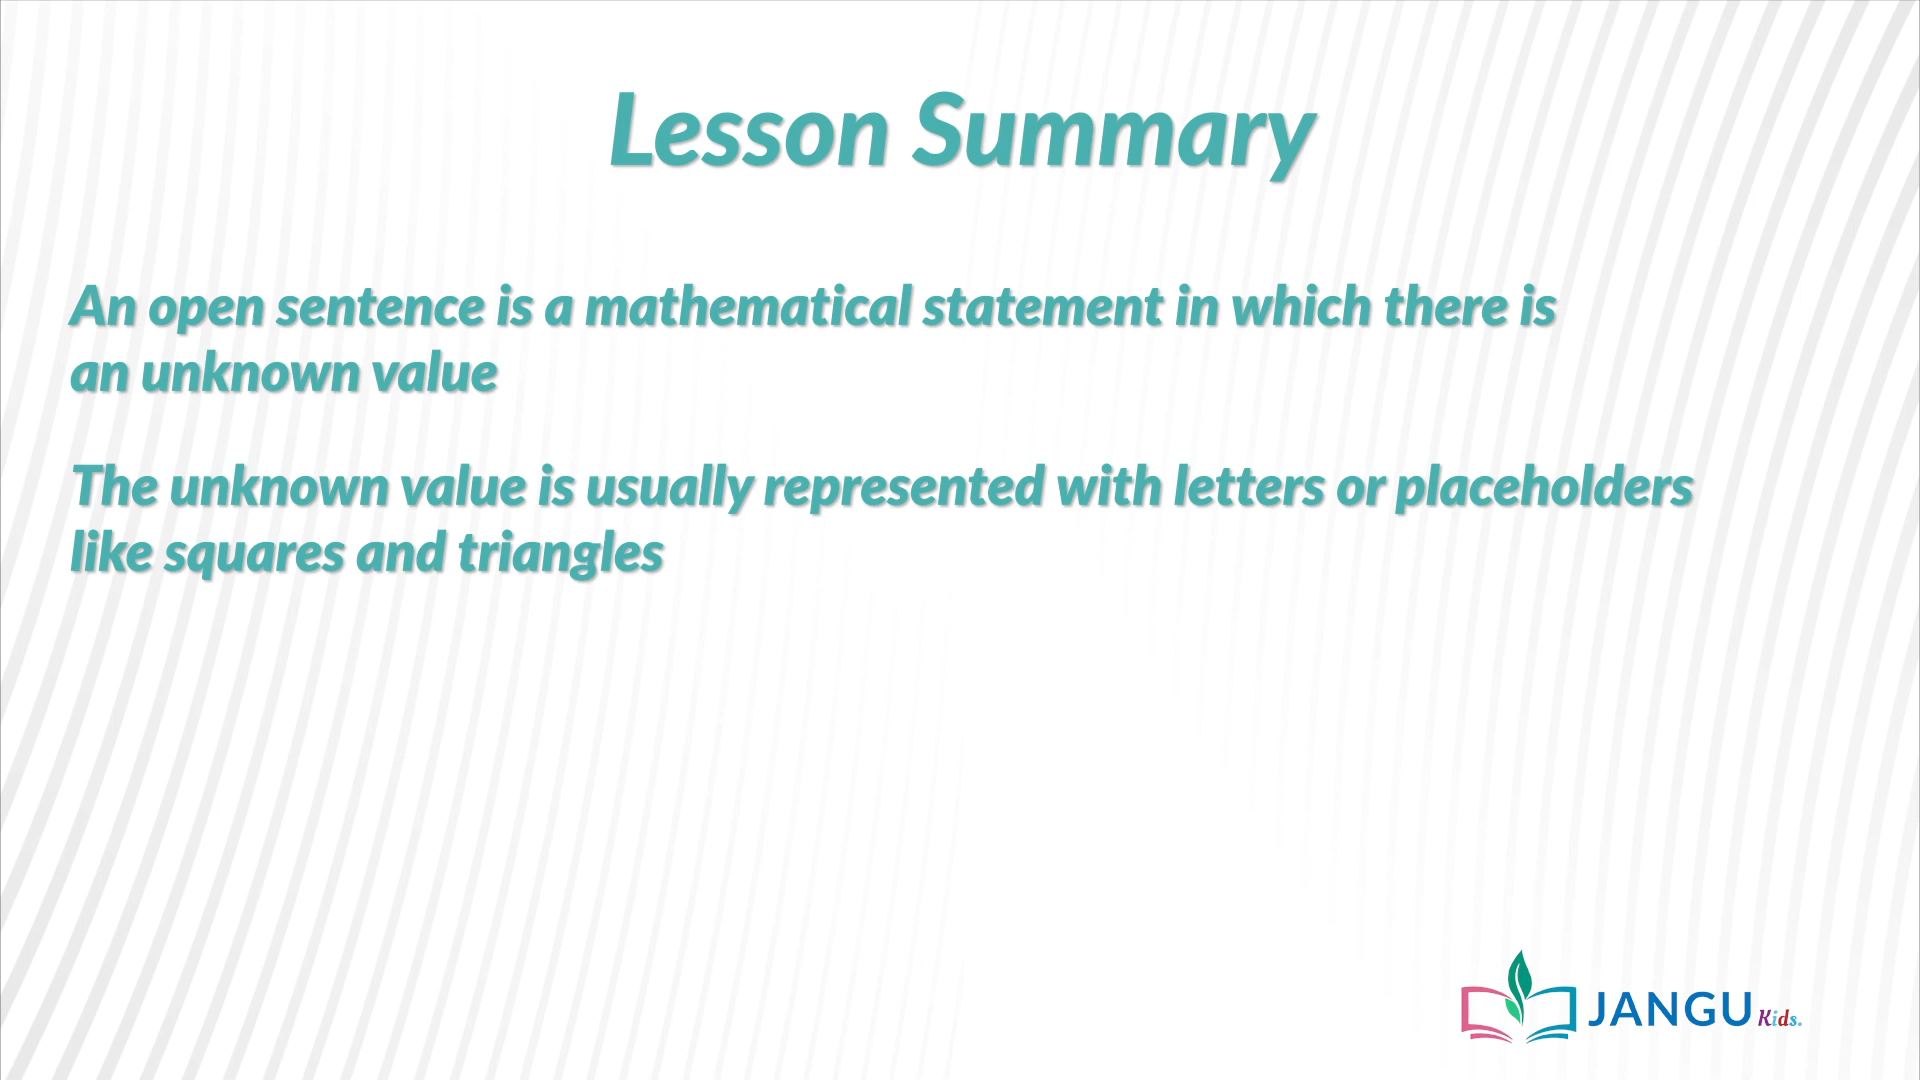 Lesson Summary
An open sentence is a mathematical statement in which there is
an unknown value
The unknown value is usually represented with letters or placeholders
like squares and triangles
JANGU Kids.